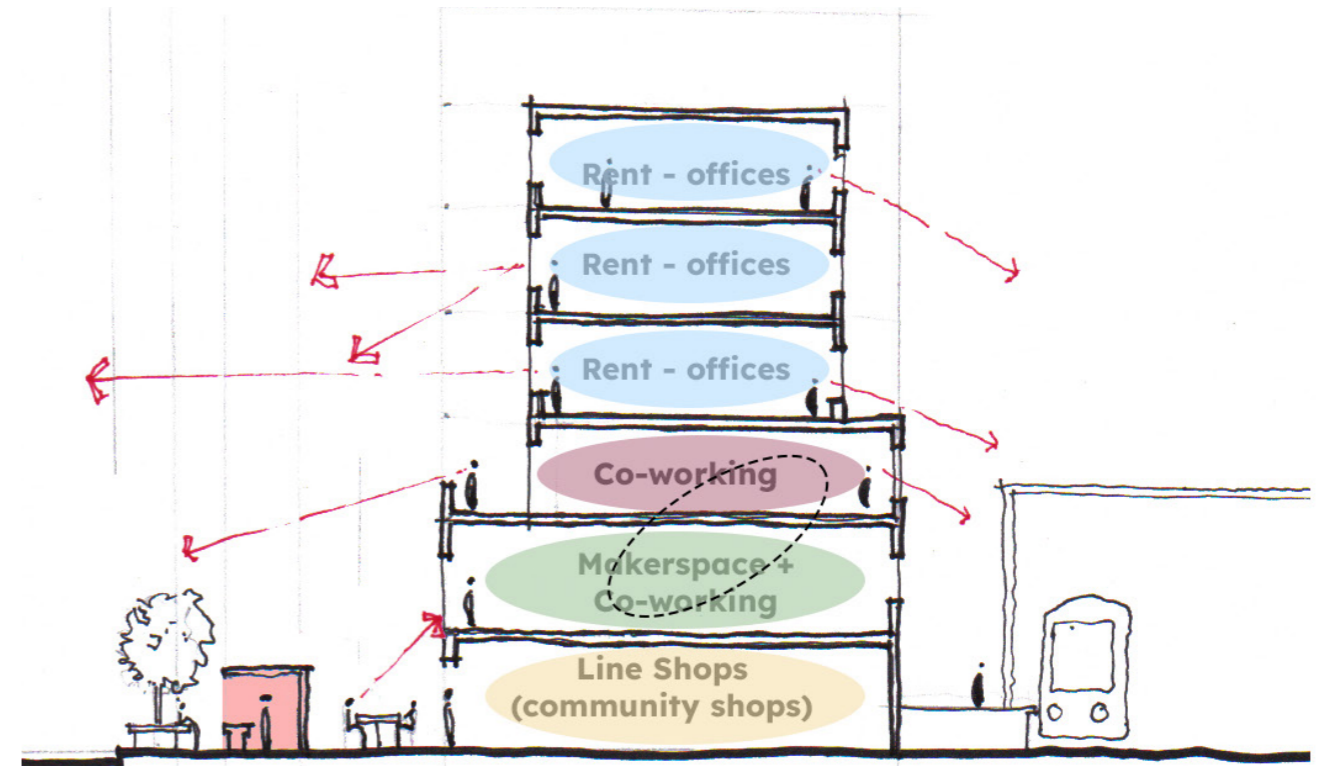 Rent - offices
Rent - offices
Rent - offices
Co-working
Makerspace +
Co-working
Line Shops
(community shops)